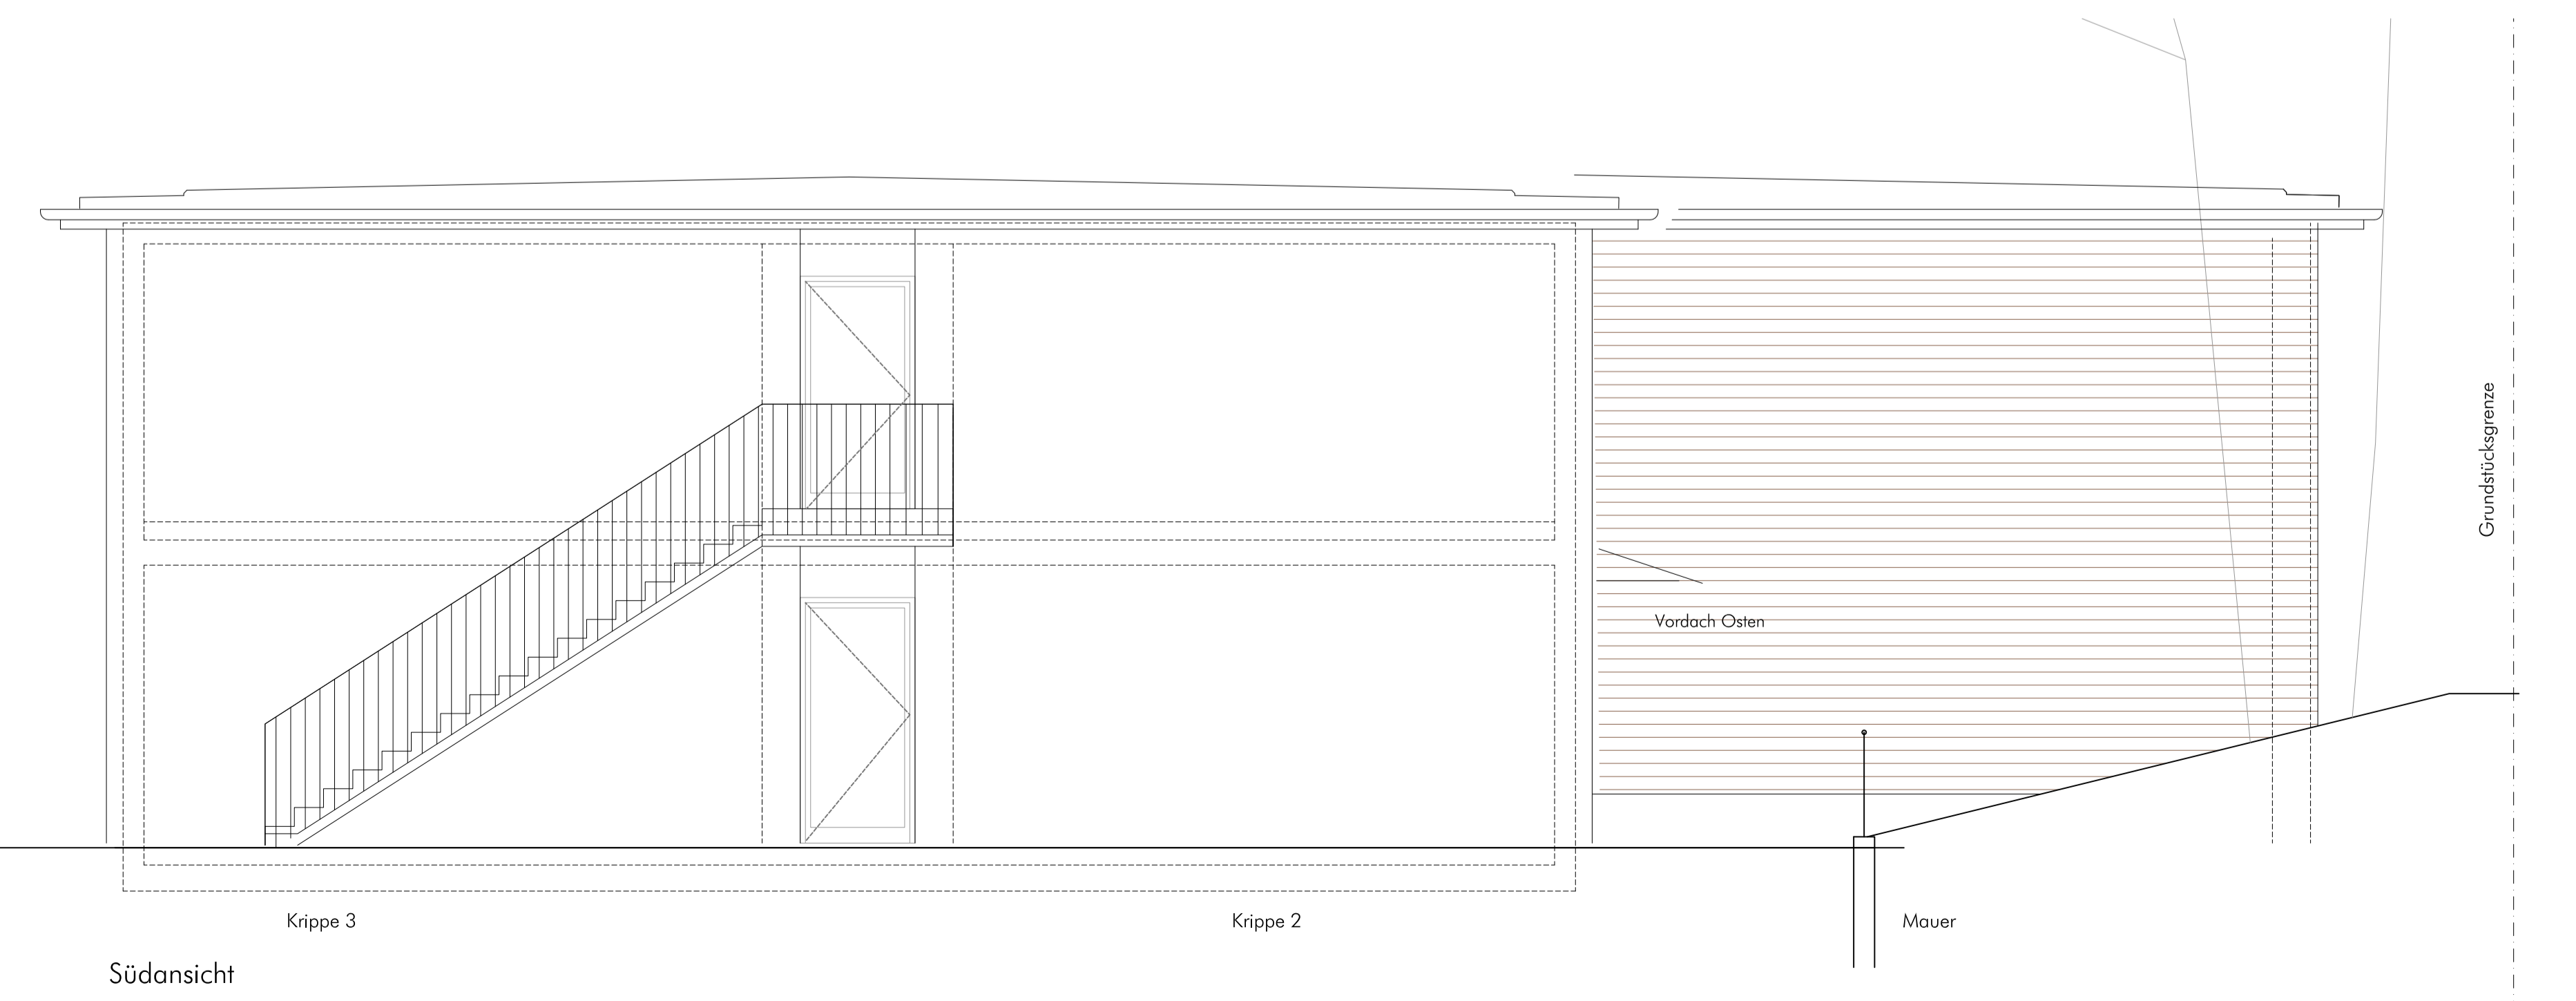 Grundstücksgrenze
Vordach Osten
Krippe 3
Krippe 2
Mauer
Südansicht